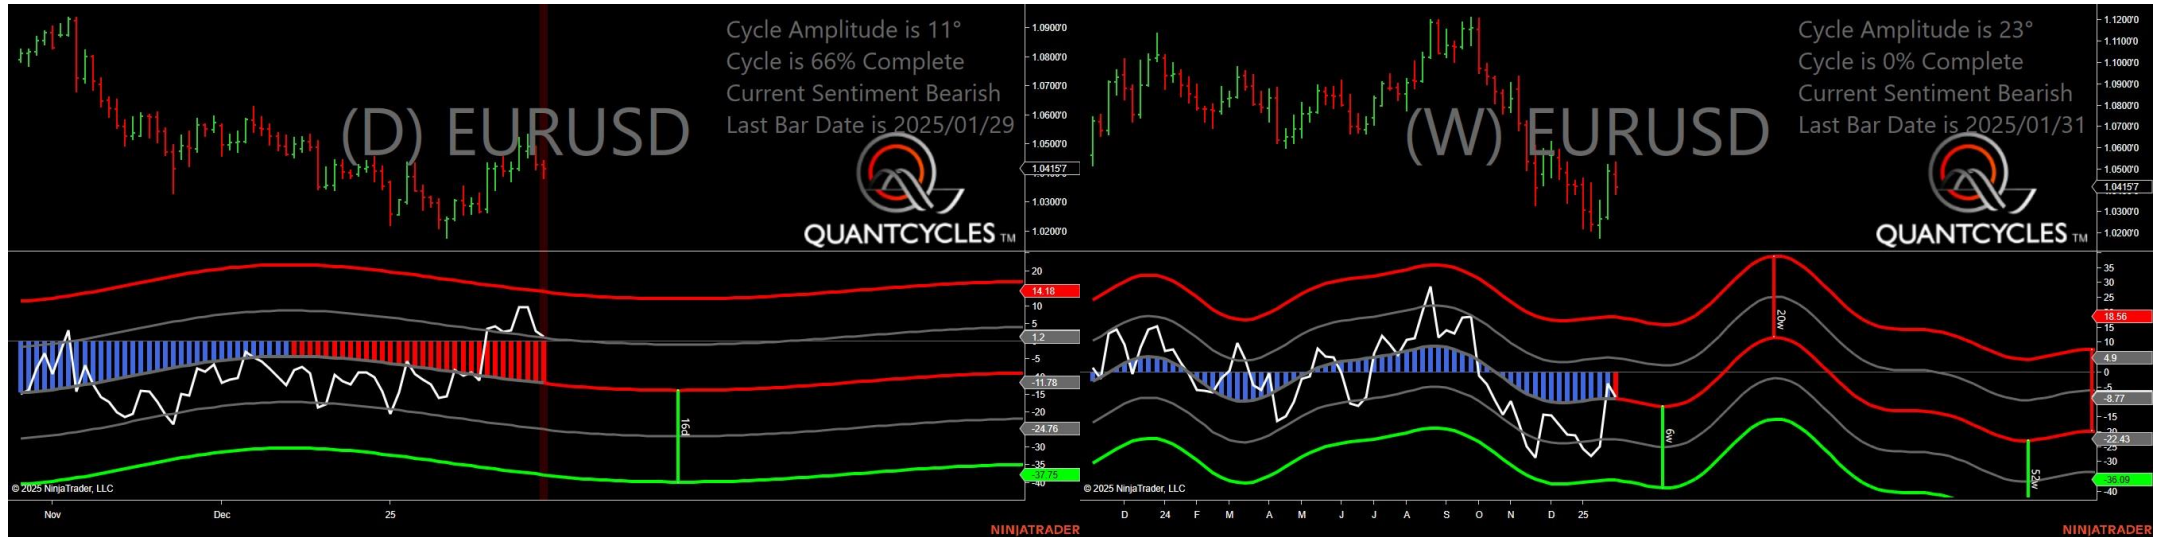 Cycle Amplitude is 11°
Cycle is 66% Complete
Current Sentiment Bearish
Last Bar Date is 2025/01/29
(D) EURUSD
QUANTCYCLES TM
1.0900'0
1.0800'0
1.0700'0
1.0600'0
1.0500'0
1.0415'7
1.0300'0
1.0200'0
20
14.18
10
5
1.2
-5
-11.78
-15
-20
-24.76
-30
-35
-37.75
-40
16d
© 2025 NinjaTrader, LLC
Nov
Dec
25
NINJATRADER
Cycle Amplitude is 23°
Cycle is 0% Complete
Current Sentiment Bearish
Last Bar Date is 2025/01/31
(W) EURUSD
QUANTCYCLES TM
1.1200'0
1.1100'0
1.1000'0
1.0900'0
1.0800'0
1.0700'0
1.0600'0
1.0500'0
1.0415'7
1.0300'0
1.0200'0
35
30
25
18.56
15
10
4.9
0
-5
-8.77
-15
-22.43
-25
-30
-36.09
-40
20w
6w
52w
© 2025 NinjaTrader, LLC
D
24
F
M
A
M
J
J
A
S
O
N
D
25
NINJATRADER